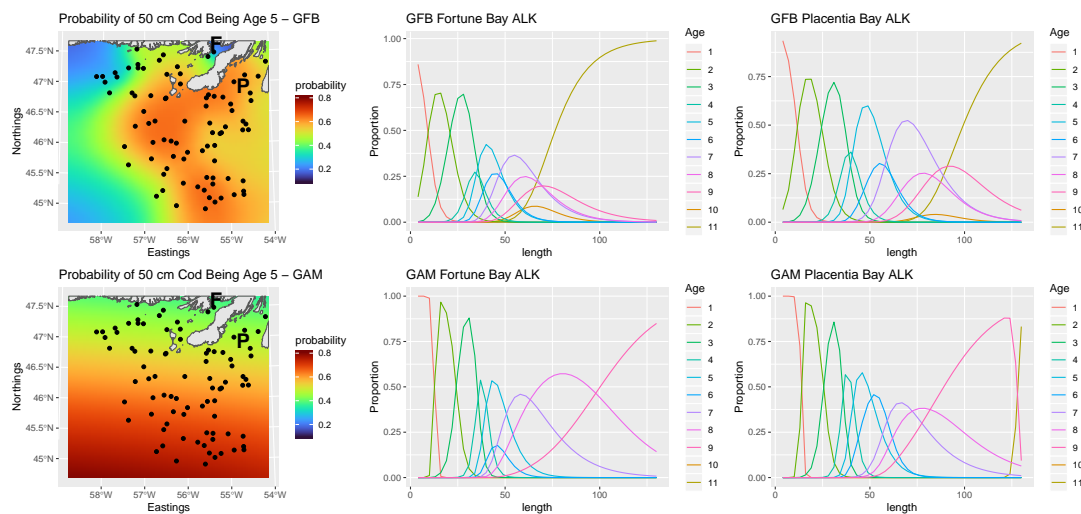 Probability of 50 cm Cod Being Age 5 – GFB
F
P
47.5°N
47°N
46.5°N
46°N
45.5°N
45°N
Northings
58°W 57°W 56°W 55°W 54°W
Eastings
probability
0.8
0.6
0.4
0.2
GFB Fortune Bay ALK
1.00
0.75
0.50
0.25
0.00
Proportion
50 100
length
Age
1
2
3
4
5
6
7
8
9
10
11
GFB Placentia Bay ALK
0.75
0.50
0.25
0.00
Proportion
50 100
length
Age
1
2
3
4
5
6
7
8
9
10
11
Probability of 50 cm Cod Being Age 5 – GAM
F
P
47.5°N
47°N
46.5°N
46°N
45.5°N
45°N
Northings
58°W 57°W 56°W 55°W 54°W
Eastings
probability
0.8
0.6
0.4
0.2
GAM Fortune Bay ALK
1.00
0.75
0.50
0.25
0.00
Proportion
50 100
length
Age
1
2
3
4
5
6
7
8
9
10
11
GAM Placentia Bay ALK
1.00
0.75
0.50
0.25
0.00
Proportion
50 100
length
Age
1
2
3
4
5
6
7
8
9
10
11